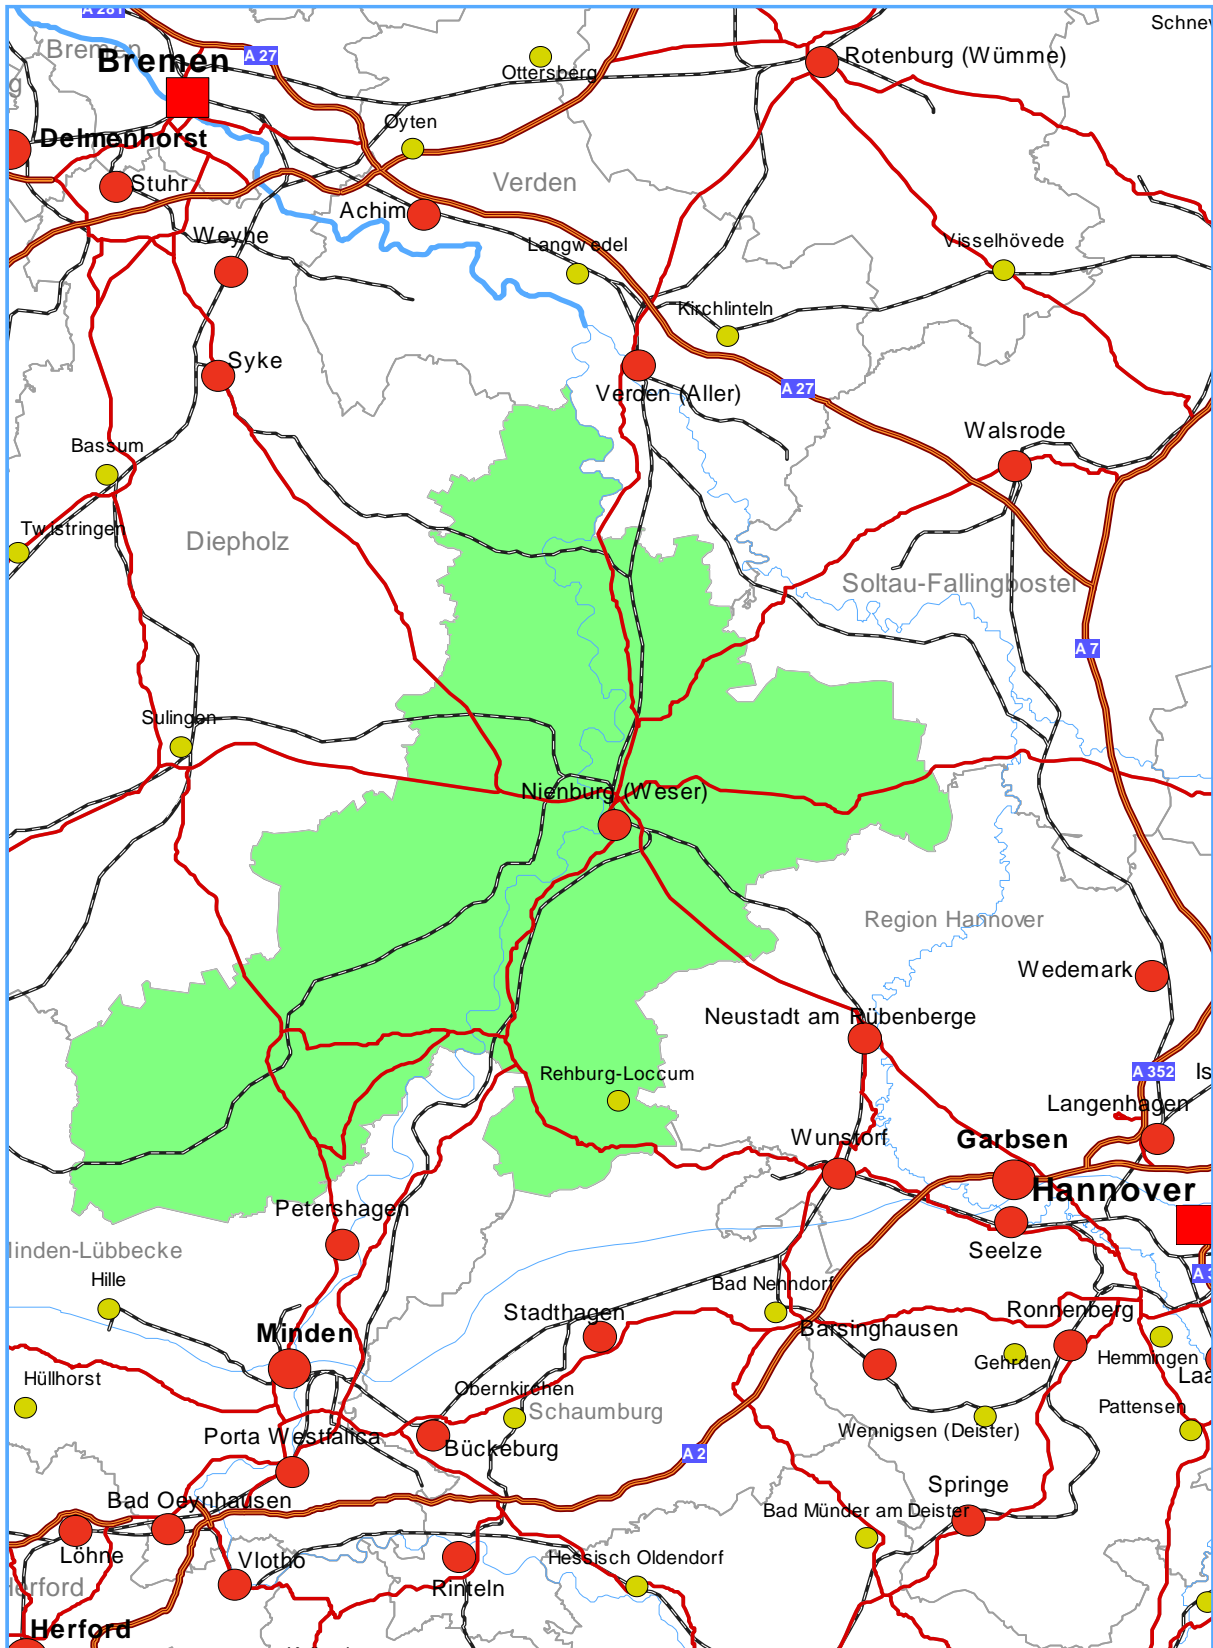 A 281
Schnev
Bremen
Bremen
A 27
Rotenburg (Wümme)
Ottersberg
g
Oyten
Delmenhorst
Stuhr
Verden
Achim
Weyhe
Langwedel
Visselhövede
Kirchlinteln
Syke
Verden (Aller)
A 27
Walsrode
Bassum
Twistringen
Diepholz
Soltau-Fallingbostel
A 7
Sulingen
Nienburg (Weser)
Region Hannover
Wedemark
Neustadt am Rübenberge
Rehburg-Loccum
A 352
Is
Langenhagen
Wunstorf
Garbsen
Hannover
Petershagen
Seelze
linden-Lübbecke
Hille
A 3
Bad Nenndorf
Stadthagen
Ronnenberg
Minden
Barsinghausen
Gehrden
Hemmingen
Laa
Hüllhorst
Obernkirchen
Schaumburg
Pattensen
Wennigsen (Deister)
Porta Westfalica
Bückeburg
A 2
Springe
Bad Oeynhausen
Bad Münder am Deister
Löhne
Vlotho
Hessisch Oldendorf
Rinteln
Herford
Herford